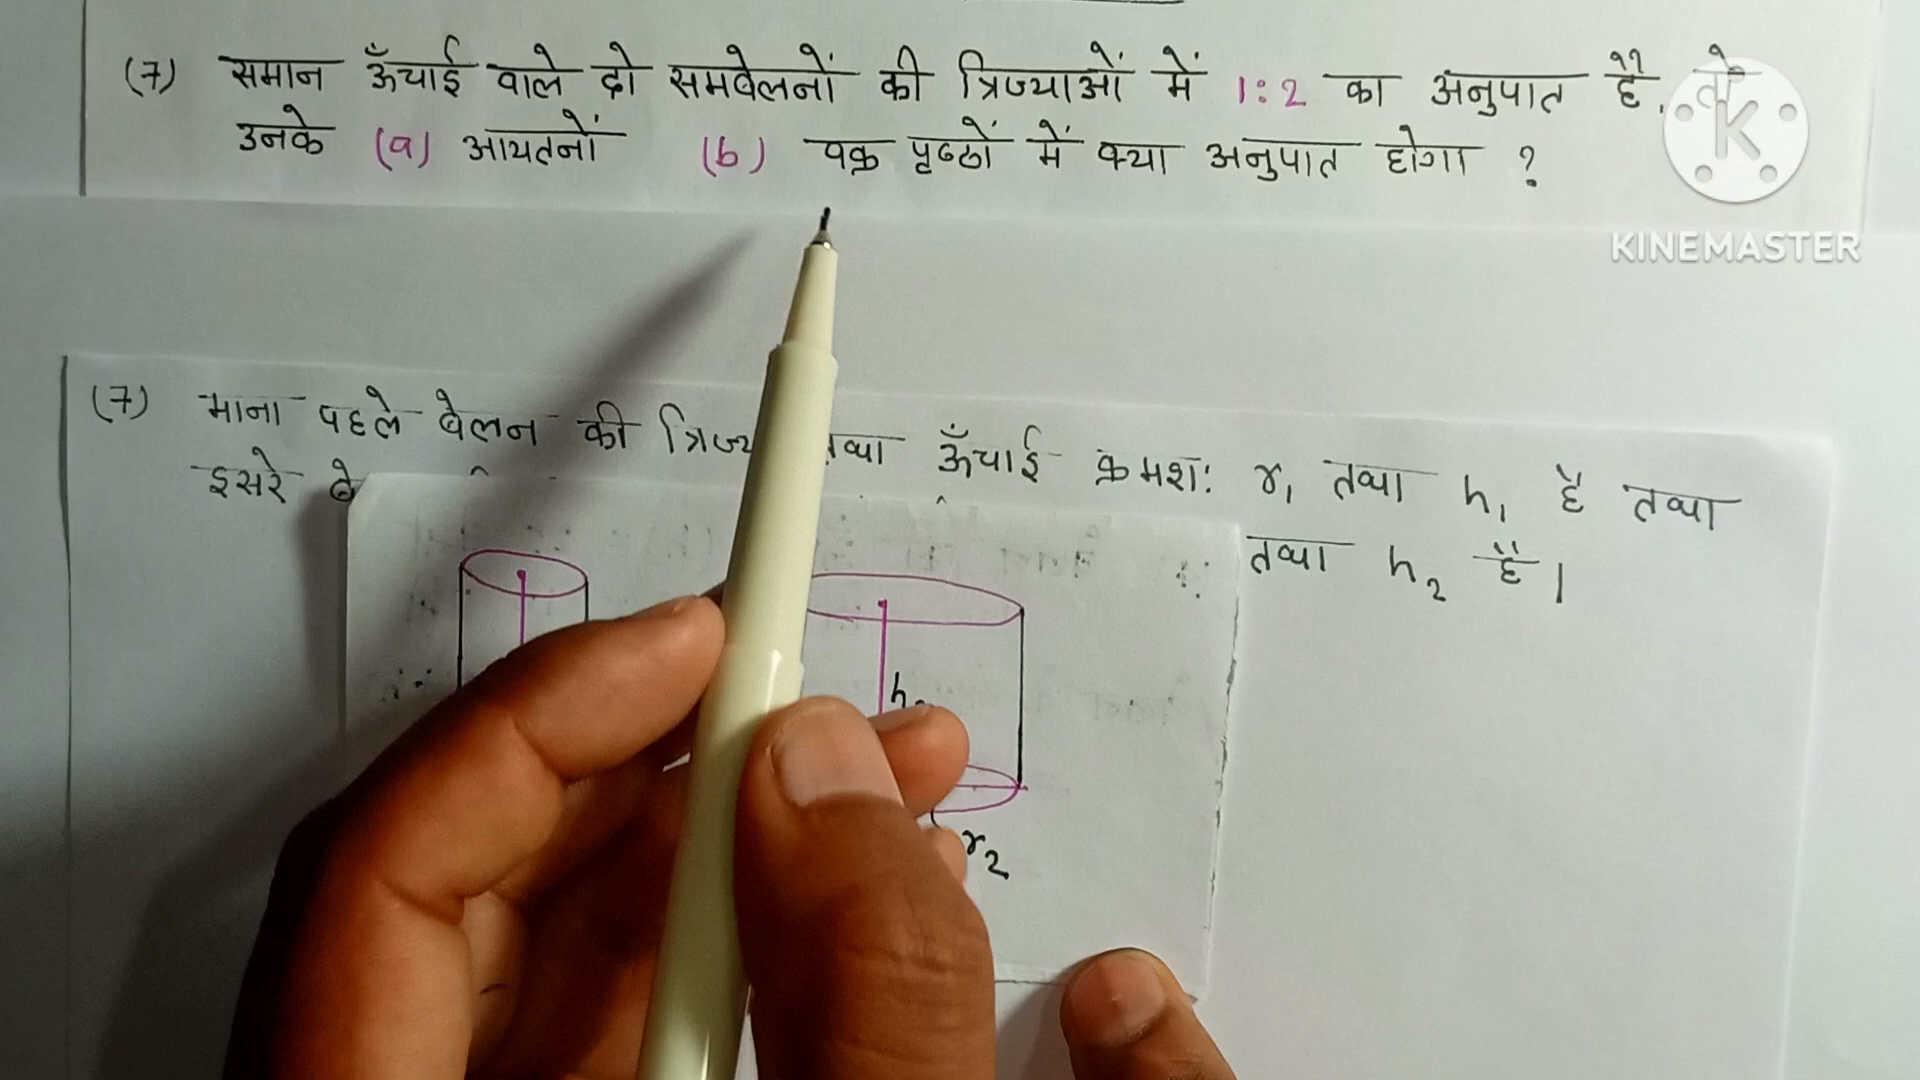 (7) समान ऊँचाई वाले दो समबेलनों की त्रिज्याओं में 1:2 का अनुपात है, तो
उनके (a) आयतनों (b) वक्र पृष्ठों में क्या अनुपात होगा ?
KINEMASTER
(7) माना पहले बेलन की तथा ऊँचाई क्रमशः r₁ तथा h₁ है तथा
दूसरे
तथा h₂ है।
h
r₂